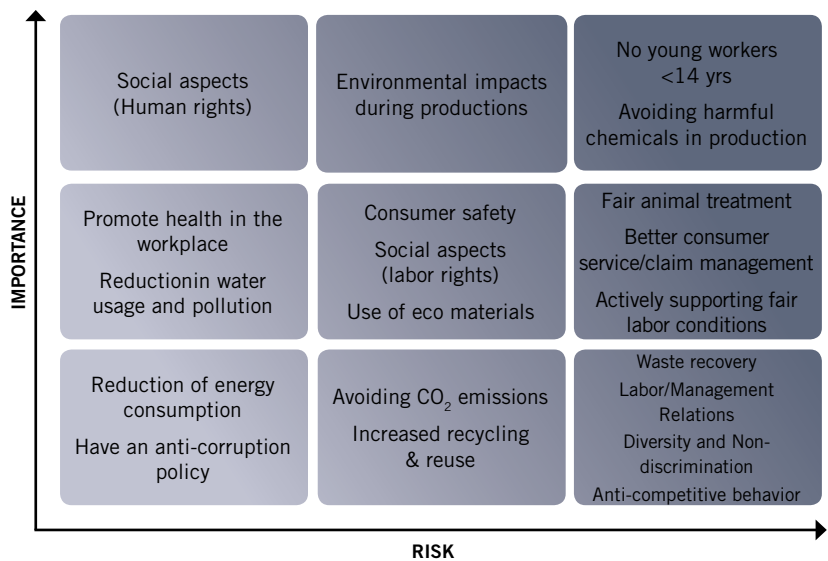 Social aspects
(Human rights)
Environmental impacts
during productions
No young workers
<14 yrs
Avoiding harmful
chemicals in production
IMPORTANCE
Promote health in the
workplace
Reductionin water
usage and pollution
Consumer safety
Social aspects
(labor rights)
Use of eco materials
Fair animal treatment
Better consumer
service/claim management
Actively supporting fair
labor conditions
Reduction of energy
consumption
Have an anti-corruption
policy
Avoiding CO₂ emissions
Increased recycling
& reuse
Waste recovery
Labor/Management
Relations
Diversity and Non-
discrimination
Anti-competitive behavior
RISK